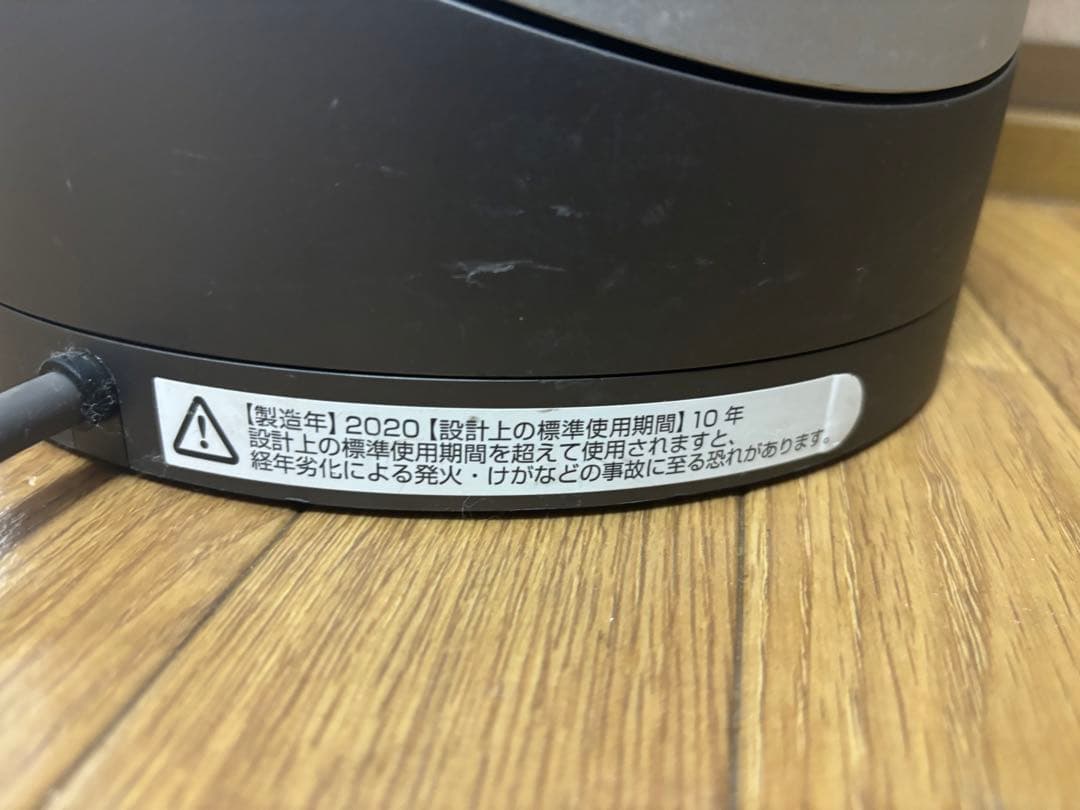 【製造年】2020【設計上の標準使用期間】10年
設計上の標準使用期間を超えて使用されますと、
経年劣化による発火・けがなどの事故に至る恐れがあります。